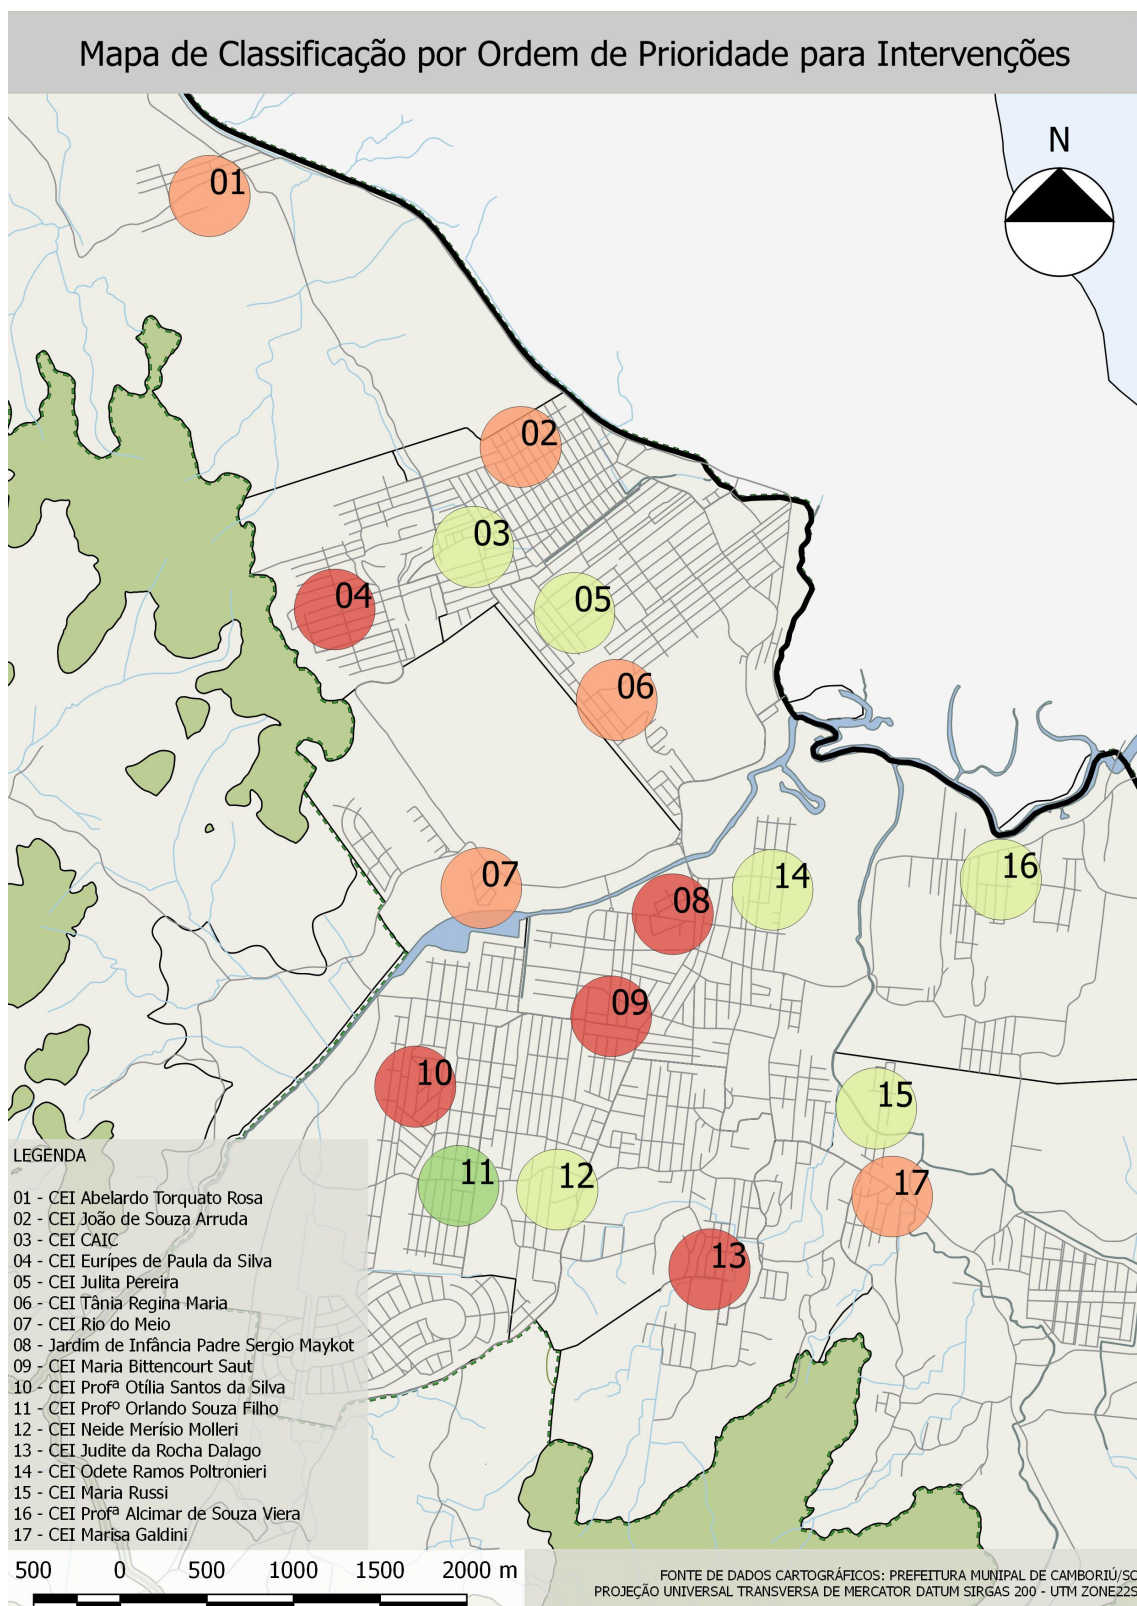 Mapa de Classificação por Ordem de Prioridade para Intervenções
N
01
02
03
04
05
06
07
14
16
08
09
10
15
11
12
17
13
LEGENDA
01 - CEI Abelardo Torquato Rosa
02 - CEI João de Souza Arruda
03 - CEI CAIC
04 - CEI Eurípes de Paula da Silva
05 - CEI Julita Pereira
06 - CEI Tânia Regina Maria
07 - CEI Rio do Meio
08 - Jardim de Infância Padre Sergio Maykot
09 - CEI Maria Bittencourt Saut
10 - CEI Profª Otília Santos da Silva
11 - CEI Profº Orlando Souza Filho
12 - CEI Neide Merísio Molleri
13 - CEI Judite da Rocha Dalago
14 - CEI Odete Ramos Poltronieri
15 - CEI Maria Russi
16 - CEI Profª Alcimar de Souza Viera
17 - CEI Marisa Galdini
500 0 500 1000 1500 2000 m
FONTE DE DADOS CARTOGRÁFICOS: PREFEITURA MUNIPAL DE CAMBORIÚ/SC
PROJEÇÃO UNIVERSAL TRANSVERSA DE MERCATOR DATUM SIRGAS 200 - UTM ZONE22S